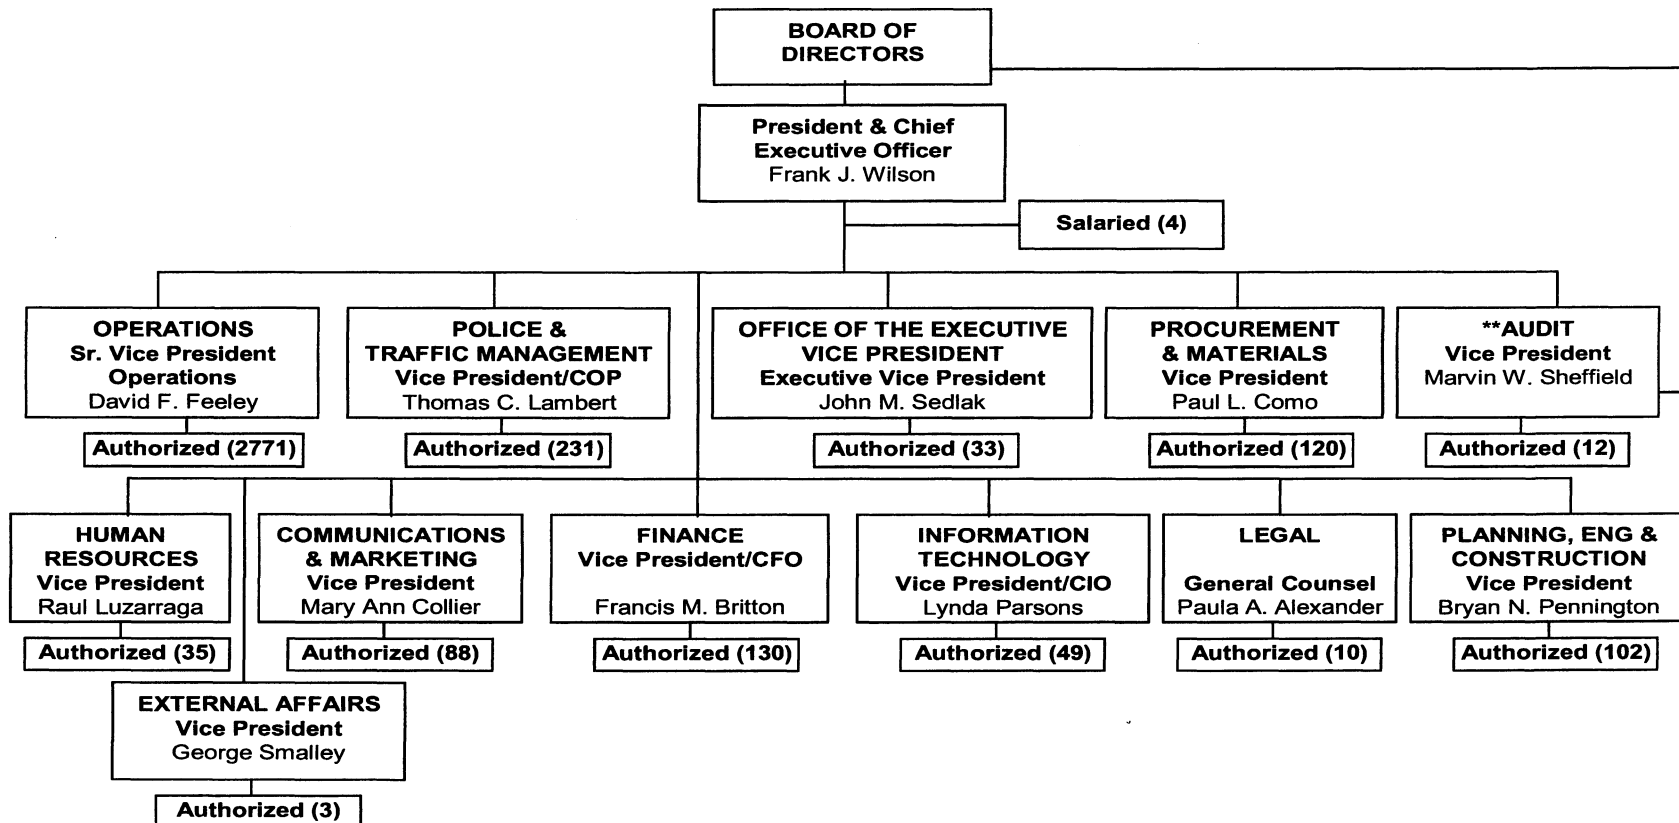 BOARD OF
DIRECTORS
President & Chief
Executive Officer
Frank J. Wilson
Salaried (4)
OPERATIONS
Sr. Vice President
Operations
David F. Feeley
Authorized (2771)
POLICE &
TRAFFIC MANAGEMENT
Vice President/COP
Thomas C. Lambert
Authorized (231)
OFFICE OF THE EXECUTIVE
VICE PRESIDENT
Executive Vice President
John M. Sedlak
Authorized (33)
PROCUREMENT
& MATERIALS
Vice President
Paul L. Como
Authorized (120)
**AUDIT
Vice President
Marvin W. Sheffield
Authorized (12)
HUMAN
RESOURCES
Vice President
Raul Luzarraga
Authorized (35)
COMMUNICATIONS
& MARKETING
Vice President
Mary Ann Collier
Authorized (88)
FINANCE
Vice President/CFO
Francis M. Britton
Authorized (130)
INFORMATION
TECHNOLOGY
Vice President/CIO
Lynda Parsons
Authorized (49)
LEGAL
General Counsel
Paula A. Alexander
Authorized (10)
PLANNING, ENG &
CONSTRUCTION
Vice President
Bryan N. Pennington
Authorized (102)
EXTERNAL AFFAIRS
Vice President
George Smalley
Authorized (3)